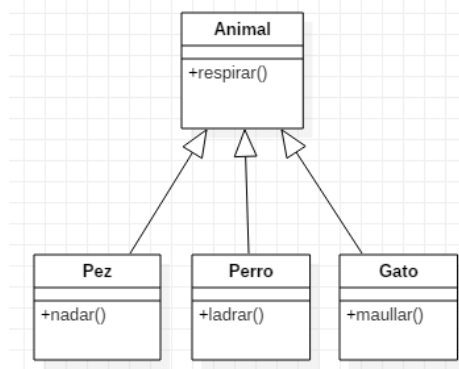 Animal
+respirar()
Pez
+nadar()
Perro
+ladrar()
Gato
+maullar()